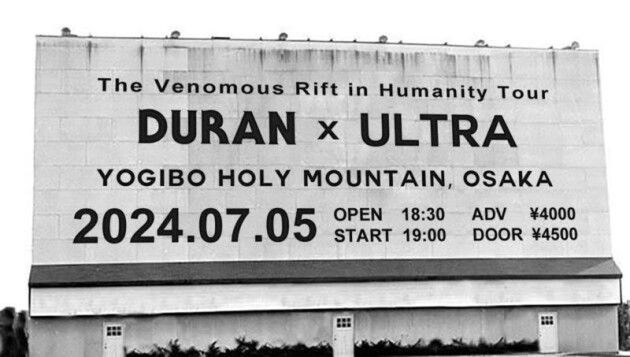 The Venomous Rift in Humanity Tour
DURAN x ULTRA
YOGIBO HOLY MOUNTAIN, OSAKA
2024.07.05 OPEN 18:30 ADV ¥4000
START 19:00 DOOR ¥4500